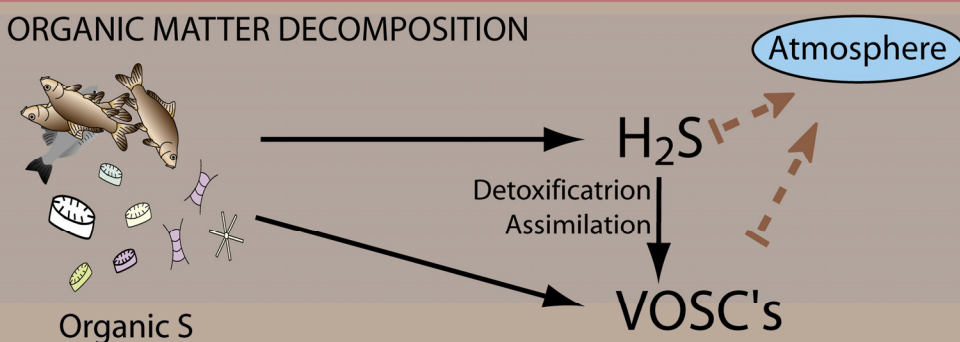 ORGANIC MATTER DECOMPOSITION
Atmosphere
H₂S
Detoxificatrion
Assimilation
VOSC's
Organic S